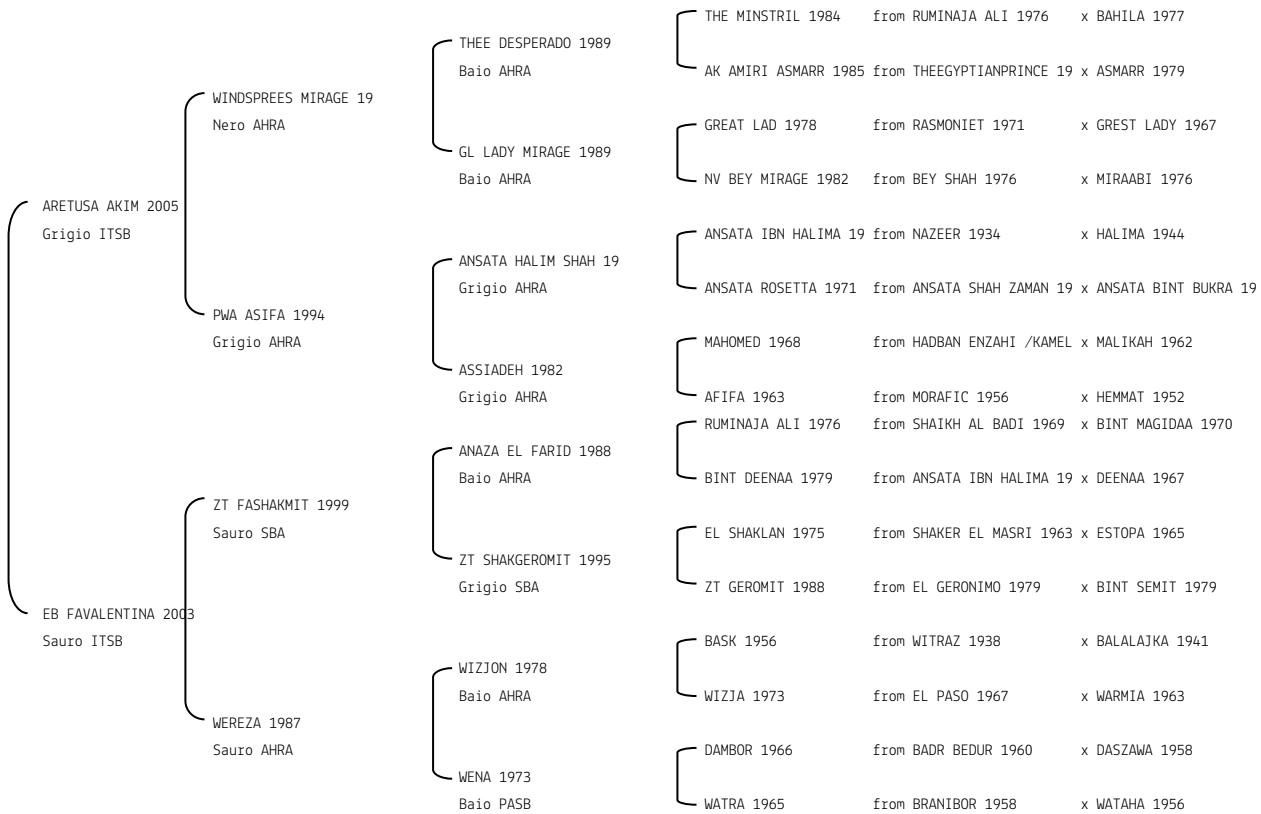 THE MINSTRIL 1984 from RUMINAJA ALI 1976 x BAHILA 1977
THEE DESPERADO 1989
Baio AHRA
AK AMIRI ASMARR 1985 from THEEGYPTIANPRINCE 19 x ASMARR 1979
WINDSPREES MIRAGE 19
Nero AHRA
GREAT LAD 1978 from RASMONIET 1971 x GREST LADY 1967
GL LADY MIRAGE 1989
Baio AHRA
NV BEY MIRAGE 1982 from BEY SHAH 1976 x MIRAABI 1976
ARETUSA AKIM 2005
Grigio ITSB
ANSATA IBN HALIMA 19 from NAZEER 1934 x HALIMA 1944
ANSATA HALIM SHAH 19
Grigio AHRA
ANSATA ROSETTA 1971 from ANSATA SHAH ZAMAN 19 x ANSATA BINT BUKRA 19
PWA ASIFA 1994
Grigio AHRA
MAHOMED 1968 from HADBAN ENZAHI /KAMEL x MALIKAH 1962
ASSIADEH 1982
Grigio AHRA
AFIFA 1963 from MORAFIC 1956 x HEMMAT 1952
RUMINAJA ALI 1976 from SHAIKH AL BADI 1969 x BINT MAGIDAA 1970
ANAZA EL FARID 1988
Baio AHRA
BINT DEENAA 1979 from ANSATA IBN HALIMA 19 x DEENAA 1967
ZT FASHAKMIT 1999
Sauro SBA
EL SHAKLAN 1975 from SHAKER EL MASRI 1963 x ESTOPA 1965
ZT SHAKGEROMIT 1995
Grigio SBA
ZT GEROMIT 1988 from EL GERONIMO 1979 x BINT SEMIT 1979
EB FAVALENTINA 2003
Sauro ITSB
BASK 1956 from WITRAZ 1938 x BALALAJKA 1941
WIZJON 1978
Baio AHRA
WIZJA 1973 from EL PASO 1967 x WARMIA 1963
WEREZA 1987
Sauro AHRA
DAMBOR 1966 from BADR BEDUR 1960 x DASZAWA 1958
WENA 1973
Baio PASB
WATRA 1965 from BRANIBOR 1958 x WATAHA 1956